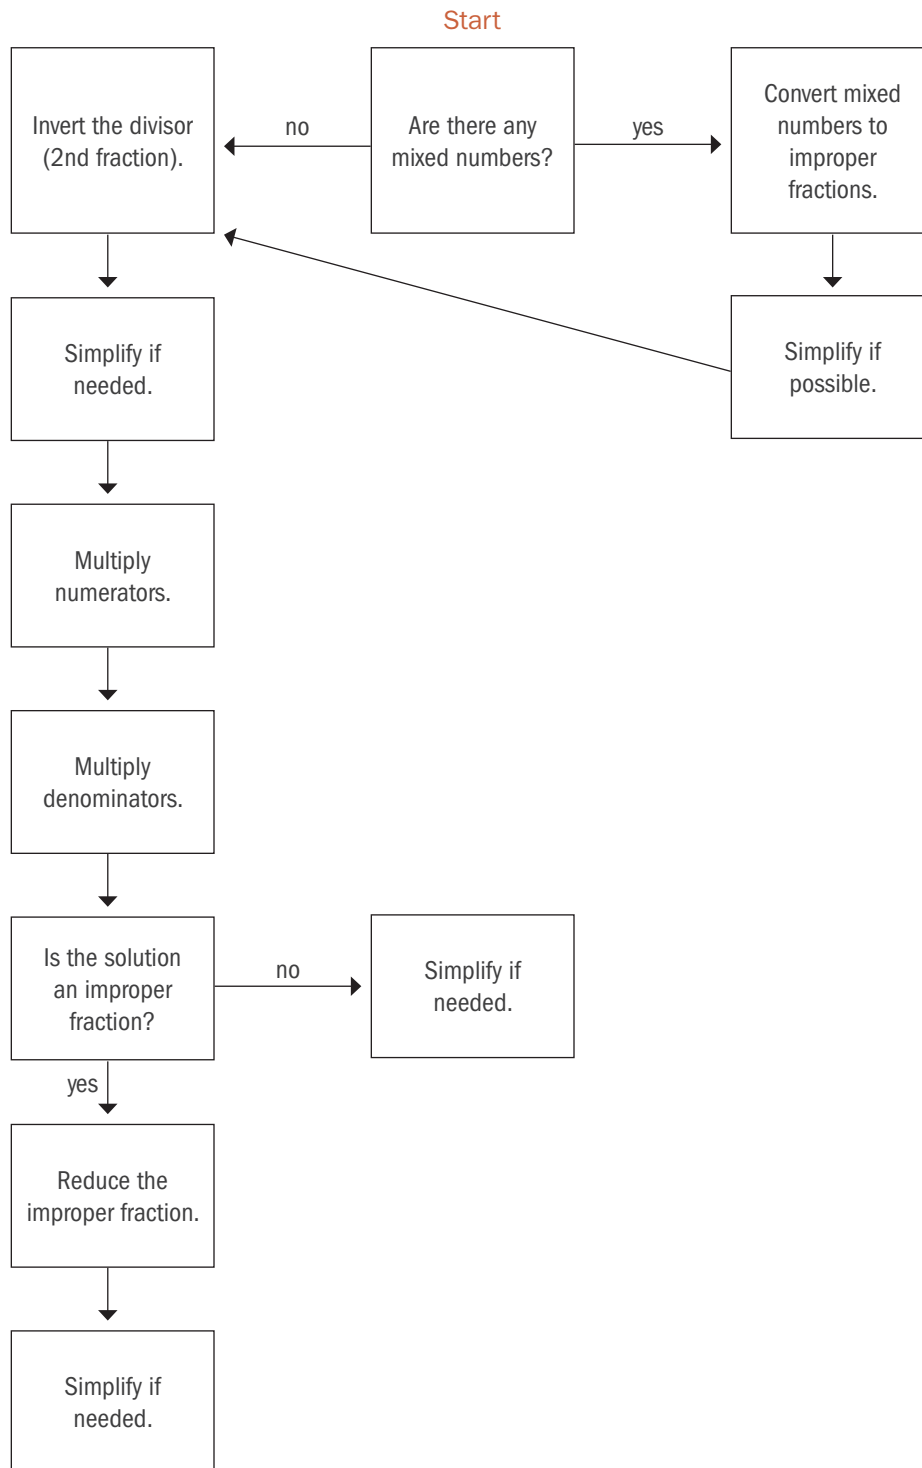 Start
Are there any
mixed numbers?
no
yes
Invert the divisor
(2nd fraction).
Convert mixed
numbers to
improper
fractions.
Simplify if
possible.
Simplify if
needed.
Multiply
numerators.
Multiply
denominators.
Is the solution
an improper
fraction?
no
Simplify if
needed.
yes
Reduce the
improper fraction.
Simplify if
needed.